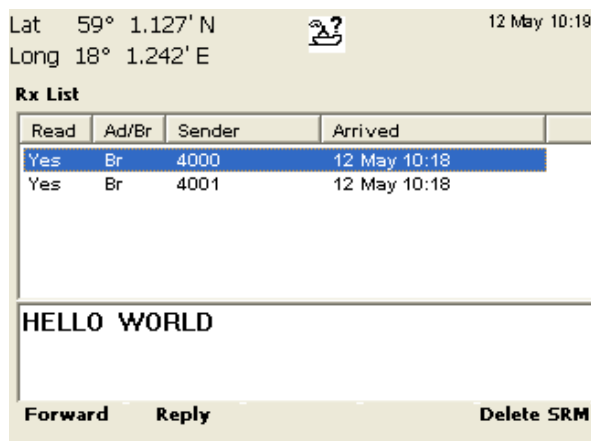 Lat 59° 1.127' N 12 May 10:19
Long 18° 1.242' E
Rx List
Read Ad/Br Sender Arrived
Yes Br 4000 12 May 10:18
Yes Br 4001 12 May 10:18
HELLO WORLD
Forward Reply Delete SRM